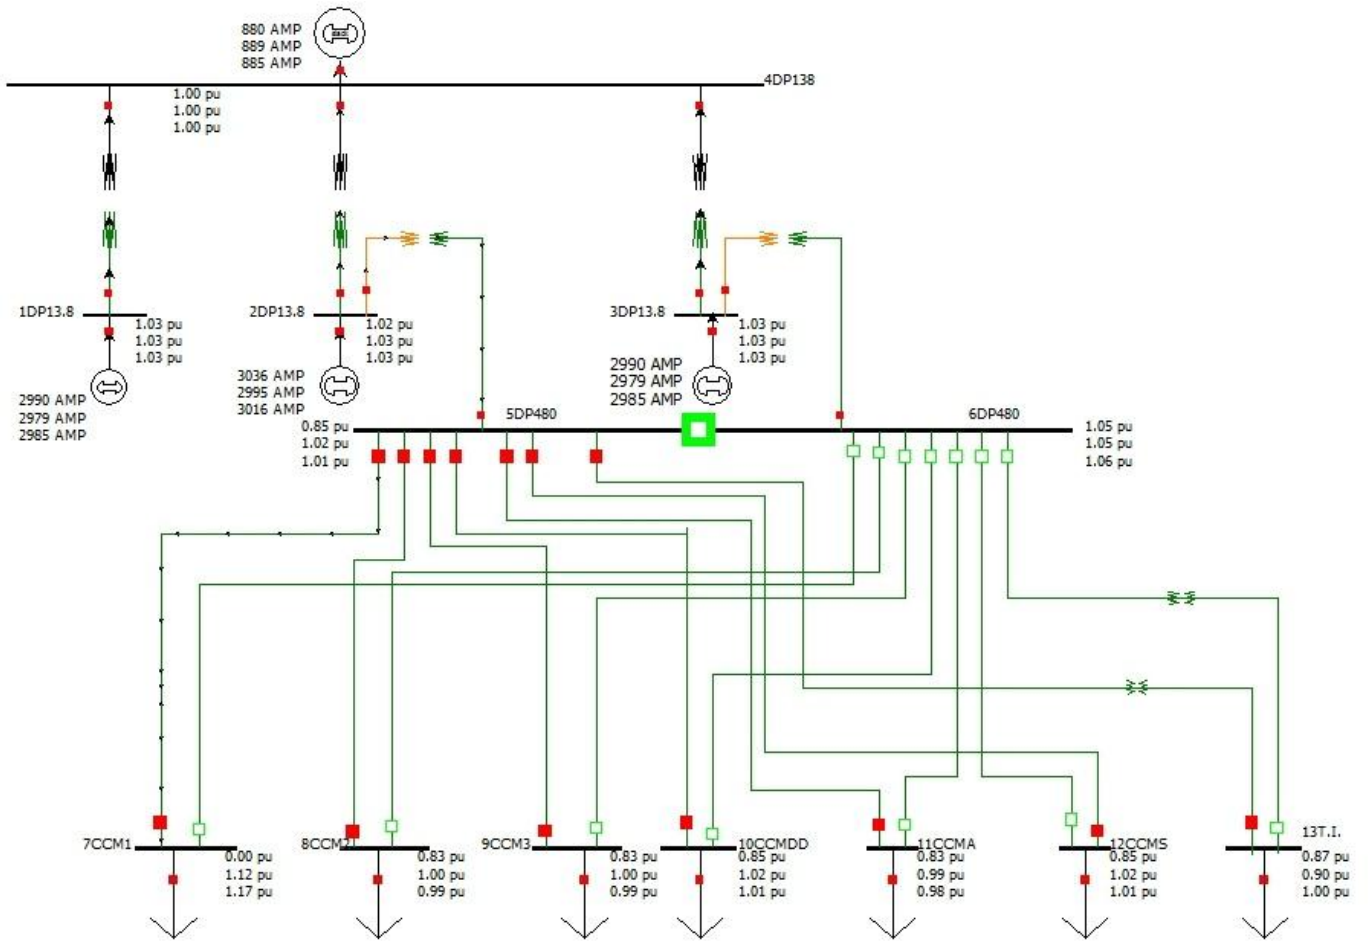 880 AMP
889 AMP
885 AMP
4DP138
1.00 pu
1.00 pu
1.00 pu
1DP13.8
1.03 pu
1.03 pu
1.03 pu
2990 AMP
2979 AMP
2985 AMP
2DP13.8
1.02 pu
1.03 pu
1.03 pu
3036 AMP
2995 AMP
3016 AMP
3DP13.8
1.03 pu
1.03 pu
1.03 pu
2990 AMP
2979 AMP
2985 AMP
5DP480
0.85 pu
1.02 pu
1.01 pu
6DP480
1.05 pu
1.05 pu
1.06 pu
7CCM1
0.00 pu
1.12 pu
1.17 pu
8CCM2
0.83 pu
1.00 pu
0.99 pu
9CCM3
0.83 pu
1.00 pu
0.99 pu
10CCMDD
0.85 pu
1.02 pu
1.01 pu
11CCMA
0.83 pu
0.99 pu
0.98 pu
12CCMS
0.85 pu
1.02 pu
1.01 pu
13T.I.
0.87 pu
0.90 pu
1.00 pu